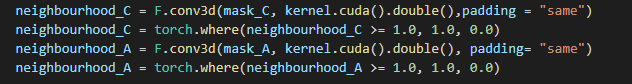 neighbourhood_C = F.conv3d(mask_C, kernel.cuda().double(),padding = "same")
neighbourhood_C = torch.where(neighbourhood_C >= 1.0, 1.0, 0.0)
neighbourhood_A = F.conv3d(mask_A, kernel.cuda().double(), padding= "same")
neighbourhood_A = torch.where(neighbourhood_A >= 1.0, 1.0, 0.0)